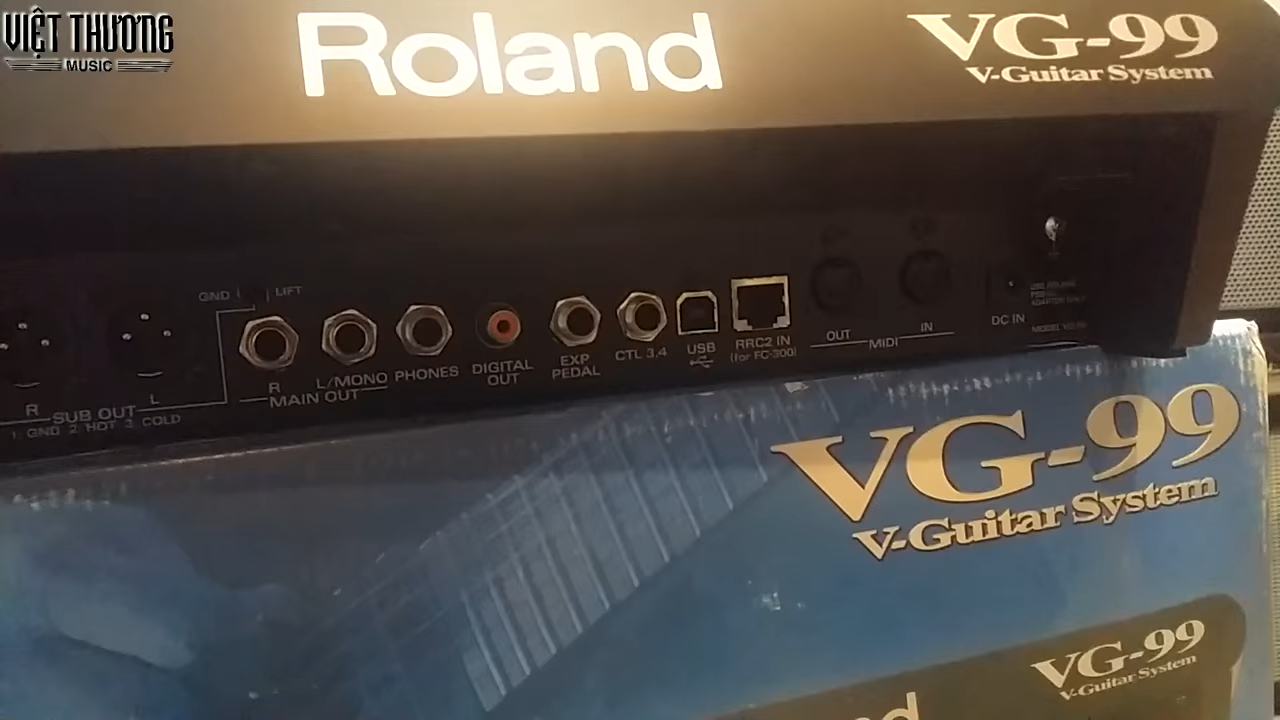 VIỆT THƯƠNG
MUSIC
Roland
VG-99
V-Guitar System
GND
LIFT
R
L/MONO
MAIN OUT
PHONES
DIGITAL
OUT
EXP
PEDAL
CTL 3,4
USB
RRC2 IN
(for FC-300)
OUT
IN
MIDI
DC IN
R
L
SUB OUT
1: GND 2: HOT 3: COLD
VG-99
V-Guitar System
VG-99
V-Guitar System